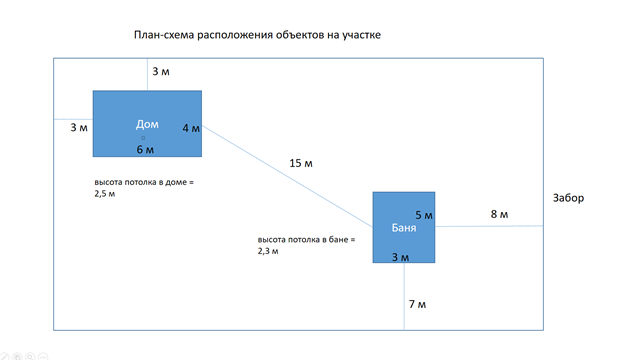 План-схема расположения объектов на участке
3 м
3 м
Дом
4 м
6 м
15 м
высота потолка в доме =
2,5 м
Забор
5 м
8 м
Баня
высота потолка в бане =
2,3 м
3 м
7 м